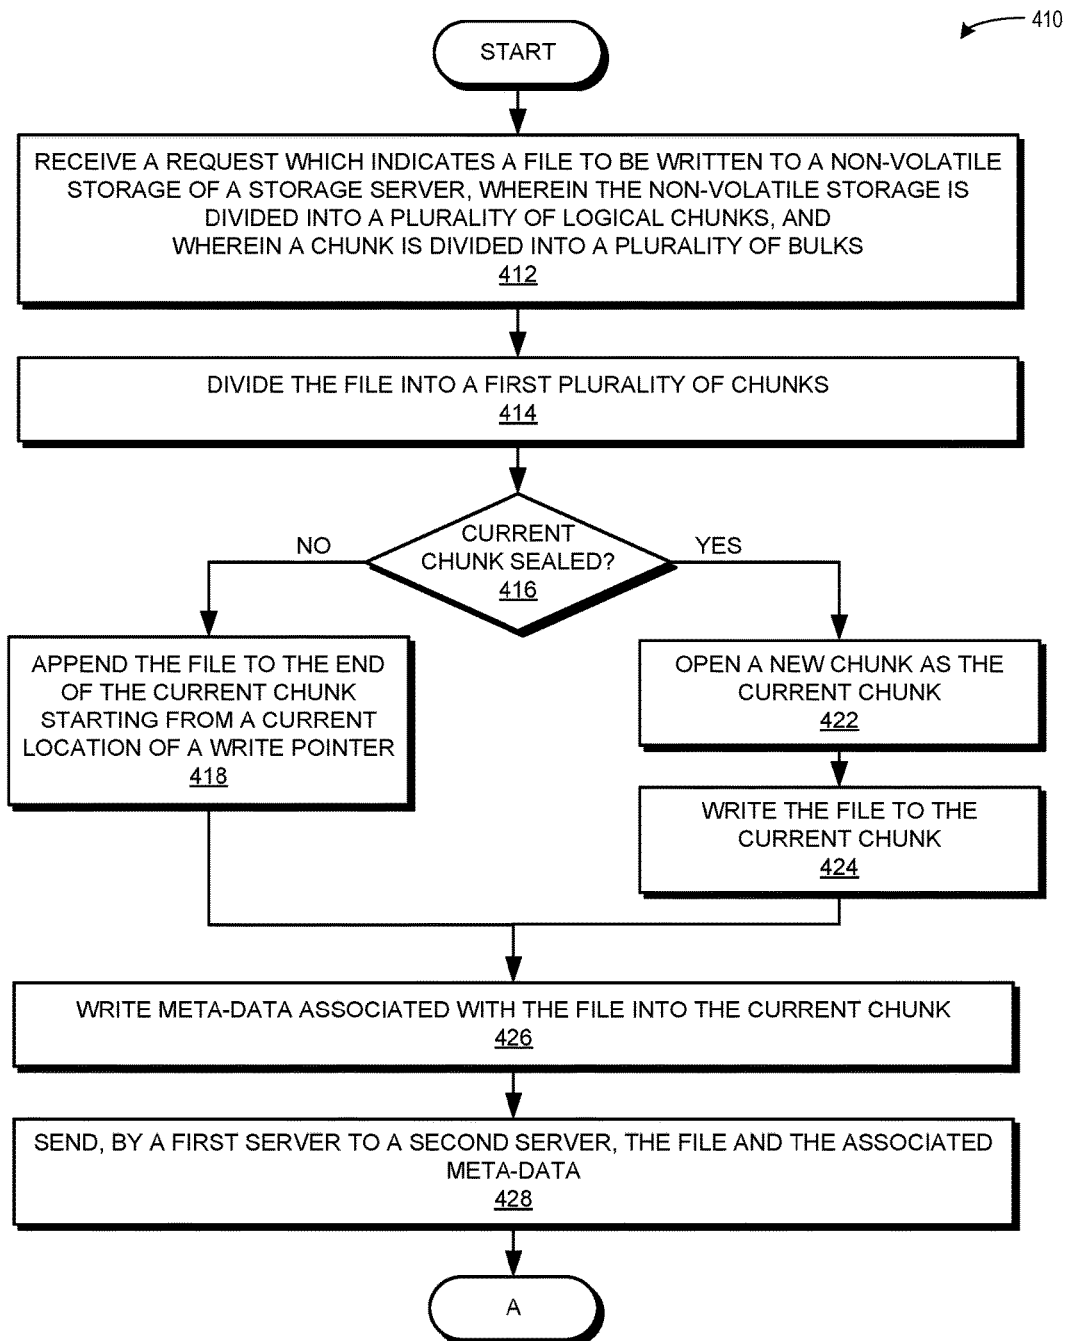 410
START
RECEIVE A REQUEST WHICH INDICATES A FILE TO BE WRITTEN TO A NON-VOLATILE
STORAGE OF A STORAGE SERVER, WHEREIN THE NON-VOLATILE STORAGE IS
DIVIDED INTO A PLURALITY OF LOGICAL CHUNKS, AND
WHEREIN A CHUNK IS DIVIDED INTO A PLURALITY OF BULKS
412
DIVIDE THE FILE INTO A FIRST PLURALITY OF CHUNKS
414
CURRENT
CHUNK SEALED?
416
NO
YES
APPEND THE FILE TO THE END
OF THE CURRENT CHUNK
STARTING FROM A CURRENT
LOCATION OF A WRITE POINTER
418
OPEN A NEW CHUNK AS THE
CURRENT CHUNK
422
WRITE THE FILE TO THE
CURRENT CHUNK
424
WRITE META-DATA ASSOCIATED WITH THE FILE INTO THE CURRENT CHUNK
426
SEND, BY A FIRST SERVER TO A SECOND SERVER, THE FILE AND THE ASSOCIATED
META-DATA
428
A